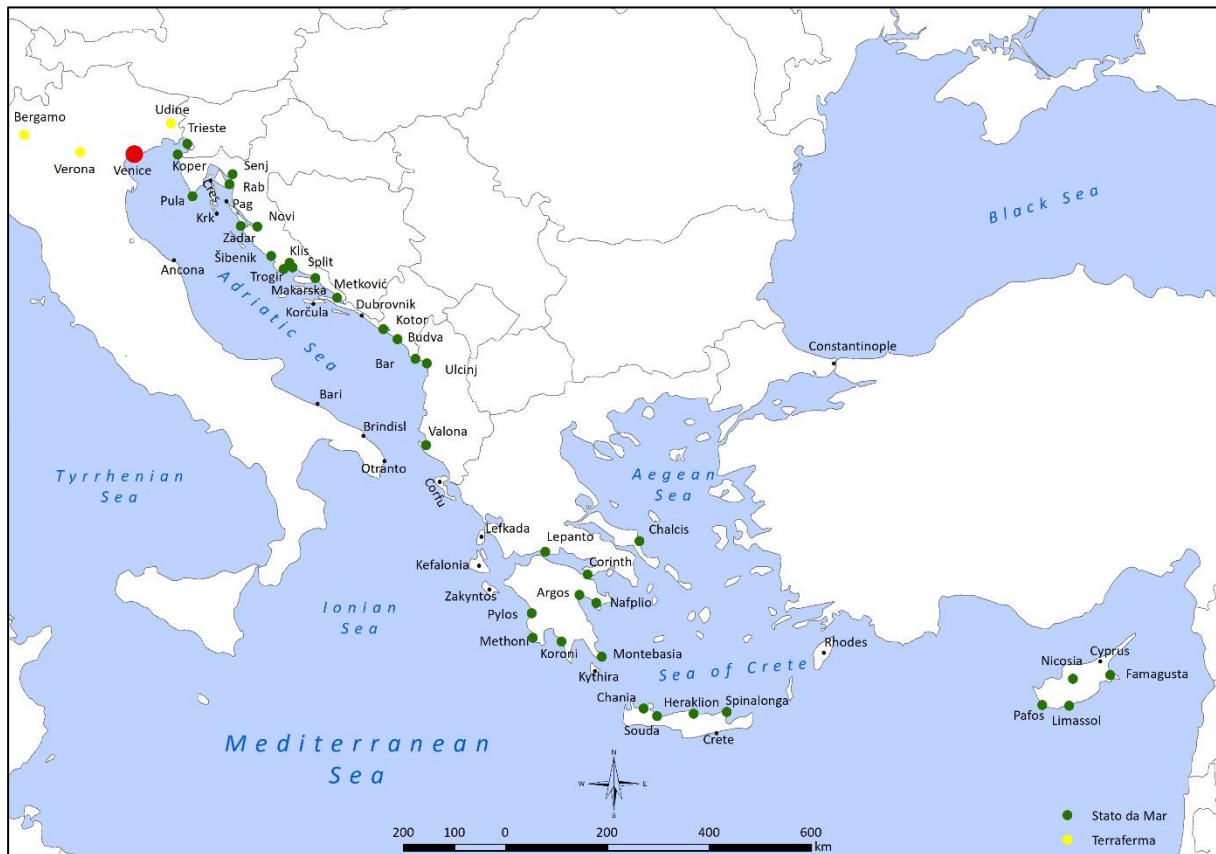 Bergamo
Udine
Trieste
Verona
Venice
Koper
Senj
Rab
Cres
Pula
Pag
Krk
Novi
Zadar
Ancona
Šibenik
Klis
Split
Trogir
Makarska
Metković
Korčula
Dubrovnik
Kotor
Budva
Bar
Ulcinj
Adriatic Sea
Black Sea
Constantinople
Bari
Brindisl
Otranto
Valona
Corfu
Tyrrhenian
Sea
Aegean
Sea
Lefkada
Lepanto
Chalcis
Kefalonia
Corinth
Zakyntos
Argos
Nafplio
Ionian
Sea
Pylos
Methoni
Koroni
Montebasia
Kythira
Rhodes
Sea of Crete
Nicosia
Cyprus
Famagusta
Pafos
Limassol
Chania
Heraklion
Spinalonga
Souda
Crete
Mediterranean
Sea
N
W E
S
Stato da Mar
Terraferma
200 100 0 200 400 600
km